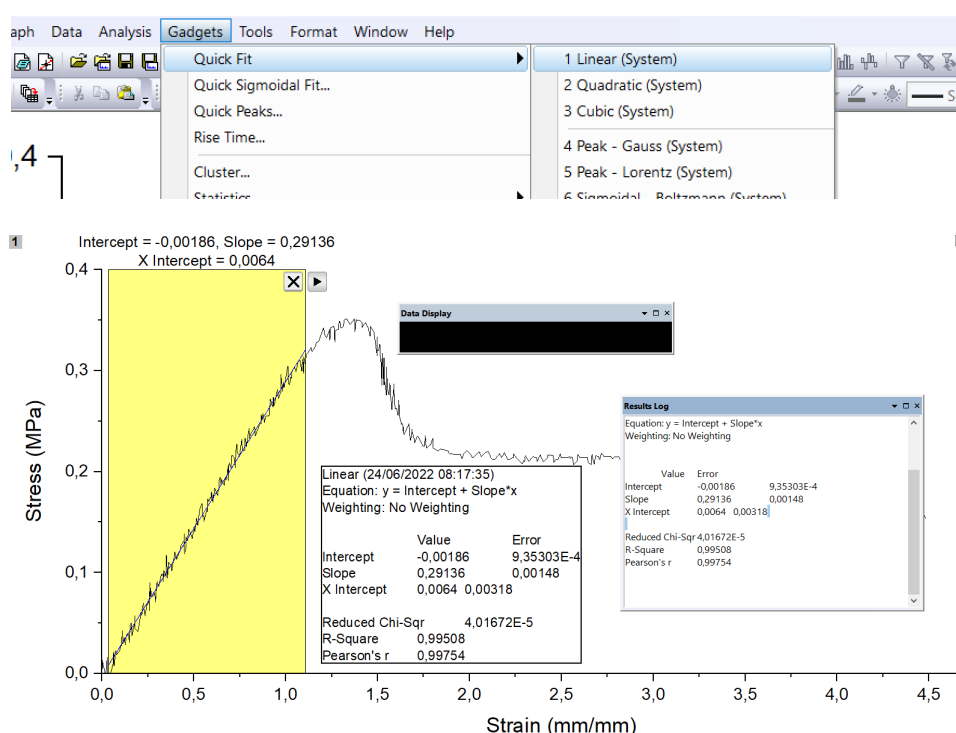 aph Data Analysis Gadgets Tools Format Window Help
Quick Fit
Quick Sigmoidal Fit...
Quick Peaks...
Rise Time...
Cluster...
Statistics
1 Linear (System)
2 Quadratic (System)
3 Cubic (System)
4 Peak - Gauss (System)
5 Peak - Lorentz (System)
6 Sigmoidal - Boltzmann (System)
S
0,4
1
Intercept = -0,00186, Slope = 0,29136
X Intercept = 0,0064
0,4
0,3
0,2
0,1
0,0
Stress (MPa)
Data Display
Linear (24/06/2022 08:17:35)
Equation: y = Intercept + Slope*x
Weighting: No Weighting
Value Error
Intercept -0,00186 9,35303E-4
Slope 0,29136 0,00148
X Intercept 0,0064 0,00318
Reduced Chi-Sqr 4,01672E-5
R-Square 0,99508
Pearson's r 0,99754
Results Log
Equation: y = Intercept + Slope*x
Weighting: No Weighting
Value Error
Intercept -0,00186 9,35303E-4
Slope 0,29136 0,00148
X Intercept 0,0064 0,00318
Reduced Chi-Sqr 4,01672E-5
R-Square 0,99508
Pearson's r 0,99754
0,0 0,5 1,0 1,5 2,0 2,5 3,0 3,5 4,0 4,5
Strain (mm/mm)